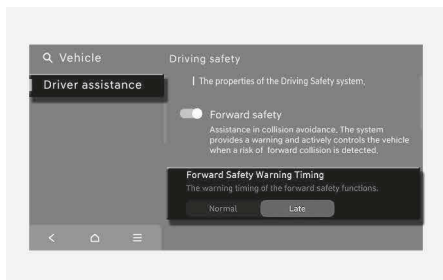 Vehicle
Driving safety
Driver assistance
The properties of the Driving Safety system.
Forward safety
Assistance in collision avoidance. The system
provides a warning and actively controls the vehicle
when a risk of forward collision is detected.
Forward Safety Warning Timing
The warning timing of the forward safety functions.
Normal
Late